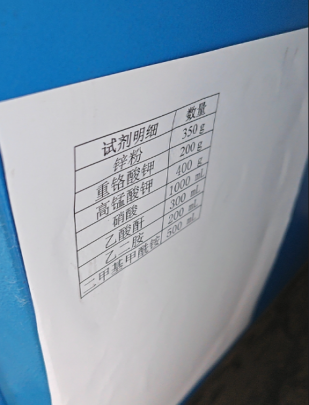 试剂明细 数量
锌粉 350 g
重铬酸钾 200 g
高锰酸钾 400 g
硝酸 1000 ml
乙酸酐 300 ml
乙二胺 200 ml
二甲基甲酰胺 500 ml